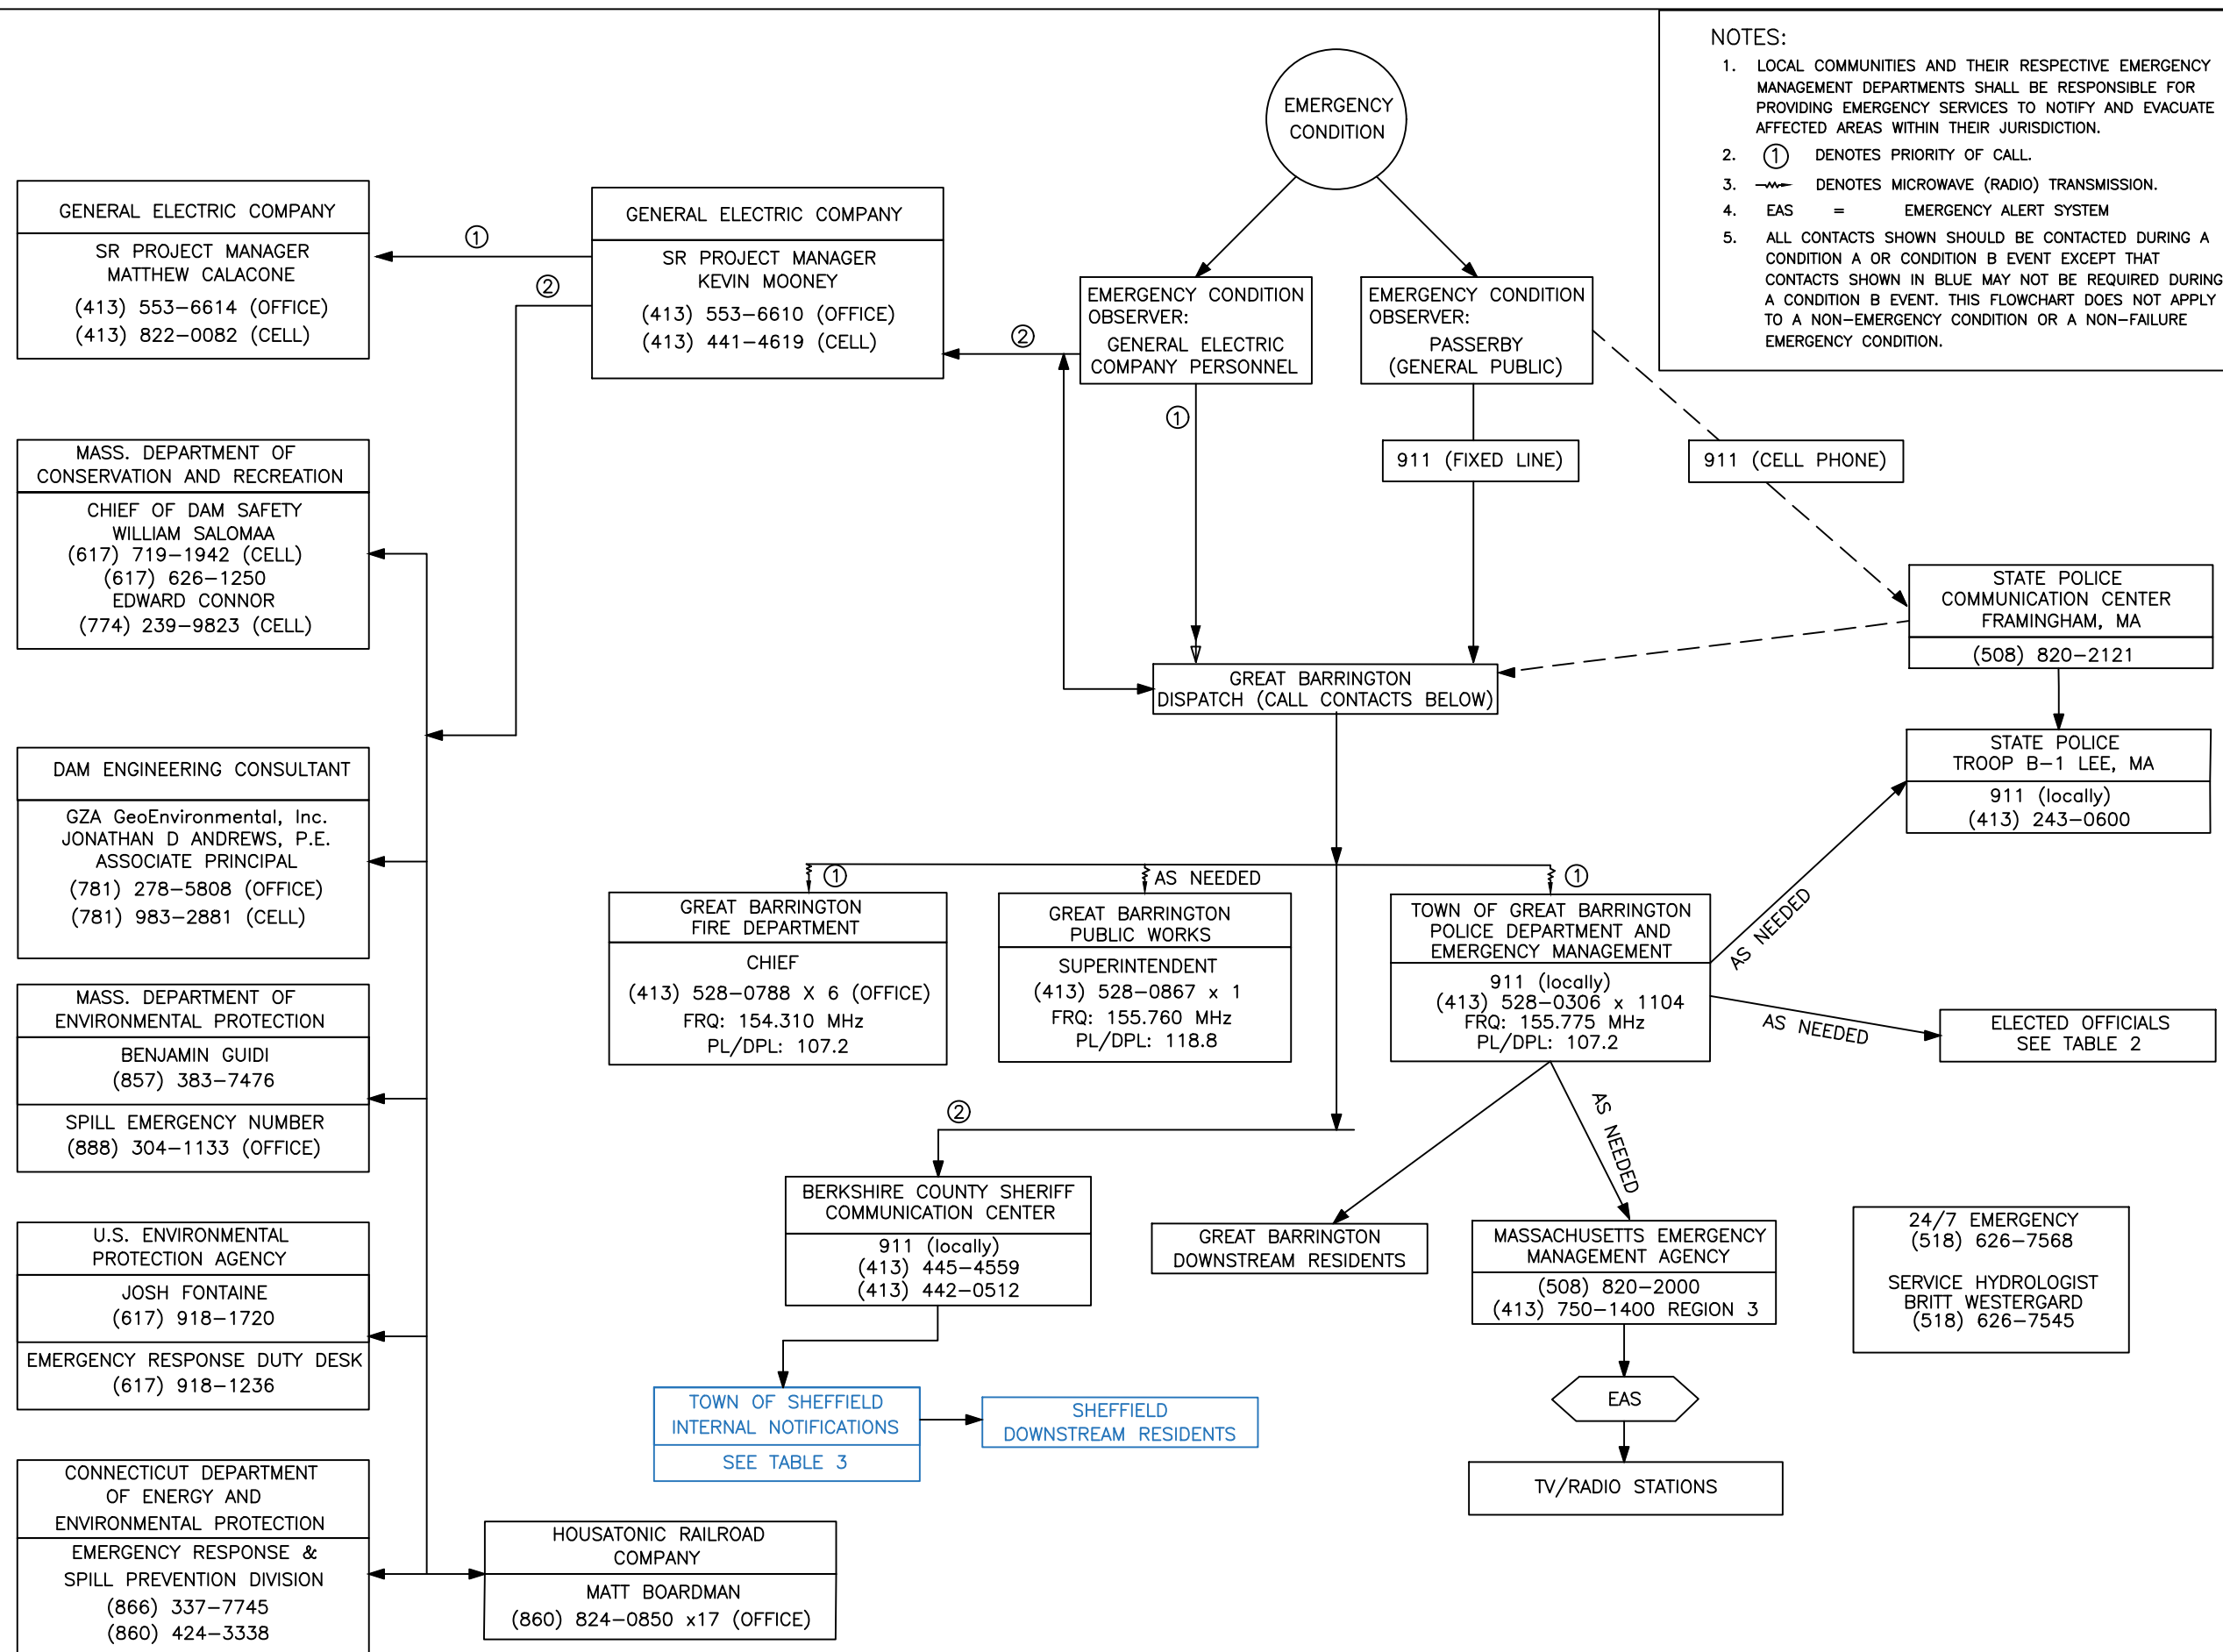 NOTES:
1. LOCAL COMMUNITIES AND THEIR RESPECTIVE EMERGENCY
MANAGEMENT DEPARTMENTS SHALL BE RESPONSIBLE FOR
PROVIDING EMERGENCY SERVICES TO NOTIFY AND EVACUATE
AFFECTED AREAS WITHIN THEIR JURISDICTION.
2. ① DENOTES PRIORITY OF CALL.
3. DENOTES MICROWAVE (RADIO) TRANSMISSION.
4. EAS = EMERGENCY ALERT SYSTEM
5. ALL CONTACTS SHOWN SHOULD BE CONTACTED DURING A
CONDITION A OR CONDITION B EVENT EXCEPT THAT
CONTACTS SHOWN IN BLUE MAY NOT BE REQUIRED DURING
A CONDITION B EVENT. THIS FLOWCHART DOES NOT APPLY
TO A NON-EMERGENCY CONDITION OR A NON-FAILURE
EMERGENCY CONDITION.
EMERGENCY
CONDITION
GENERAL ELECTRIC COMPANY
SR PROJECT MANAGER
MATTHEW CALACONE
(413) 553-6614 (OFFICE)
(413) 822-0082 (CELL)
①
②
GENERAL ELECTRIC COMPANY
SR PROJECT MANAGER
KEVIN MOONEY
(413) 553-6610 (OFFICE)
(413) 441-4619 (CELL)
②
EMERGENCY CONDITION
OBSERVER:
GENERAL ELECTRIC
COMPANY PERSONNEL
①
EMERGENCY CONDITION
OBSERVER:
PASSERBY
(GENERAL PUBLIC)
911 (FIXED LINE)
911 (CELL PHONE)
MASS. DEPARTMENT OF
CONSERVATION AND RECREATION
CHIEF OF DAM SAFETY
WILLIAM SALOMAA
(617) 719-1942 (CELL)
(617) 626-1250
EDWARD CONNOR
(774) 239-9823 (CELL)
STATE POLICE
COMMUNICATION CENTER
FRAMINGHAM, MA
(508) 820-2121
GREAT BARRINGTON
DISPATCH (CALL CONTACTS BELOW)
STATE POLICE
TROOP B-1 LEE, MA
911 (locally)
(413) 243-0600
DAM ENGINEERING CONSULTANT
GZA GeoEnvironmental, Inc.
JONATHAN D ANDREWS, P.E.
ASSOCIATE PRINCIPAL
(781) 278-5808 (OFFICE)
(781) 983-2881 (CELL)
①
AS NEEDED
①
GREAT BARRINGTON
FIRE DEPARTMENT
CHIEF
(413) 528-0788 X 6 (OFFICE)
FRQ: 154.310 MHz
PL/DPL: 107.2
GREAT BARRINGTON
PUBLIC WORKS
SUPERINTENDENT
(413) 528-0867 x 1
FRQ: 155.760 MHz
PL/DPL: 118.8
TOWN OF GREAT BARRINGTON
POLICE DEPARTMENT AND
EMERGENCY MANAGEMENT
911 (locally)
(413) 528-0306 x 1104
FRQ: 155.775 MHz
PL/DPL: 107.2
AS NEEDED
AS NEEDED
ELECTED OFFICIALS
SEE TABLE 2
MASS. DEPARTMENT OF
ENVIRONMENTAL PROTECTION
BENJAMIN GUIDI
(857) 383-7476
SPILL EMERGENCY NUMBER
(888) 304-1133 (OFFICE)
②
AS NEEDED
BERKSHIRE COUNTY SHERIFF
COMMUNICATION CENTER
911 (locally)
(413) 445-4559
(413) 442-0512
GREAT BARRINGTON
DOWNSTREAM RESIDENTS
MASSACHUSETTS EMERGENCY
MANAGEMENT AGENCY
(508) 820-2000
(413) 750-1400 REGION 3
24/7 EMERGENCY
(518) 626-7568
SERVICE HYDROLOGIST
BRITT WESTERGARD
(518) 626-7545
U.S. ENVIRONMENTAL
PROTECTION AGENCY
JOSH FONTAINE
(617) 918-1720
EMERGENCY RESPONSE DUTY DESK
(617) 918-1236
TOWN OF SHEFFIELD
INTERNAL NOTIFICATIONS
SEE TABLE 3
SHEFFIELD
DOWNSTREAM RESIDENTS
EAS
TV/RADIO STATIONS
CONNECTICUT DEPARTMENT
OF ENERGY AND
ENVIRONMENTAL PROTECTION
EMERGENCY RESPONSE &
SPILL PREVENTION DIVISION
(866) 337-7745
(860) 424-3338
HOUSATONIC RAILROAD
COMPANY
MATT BOARDMAN
(860) 824-0850 x17 (OFFICE)